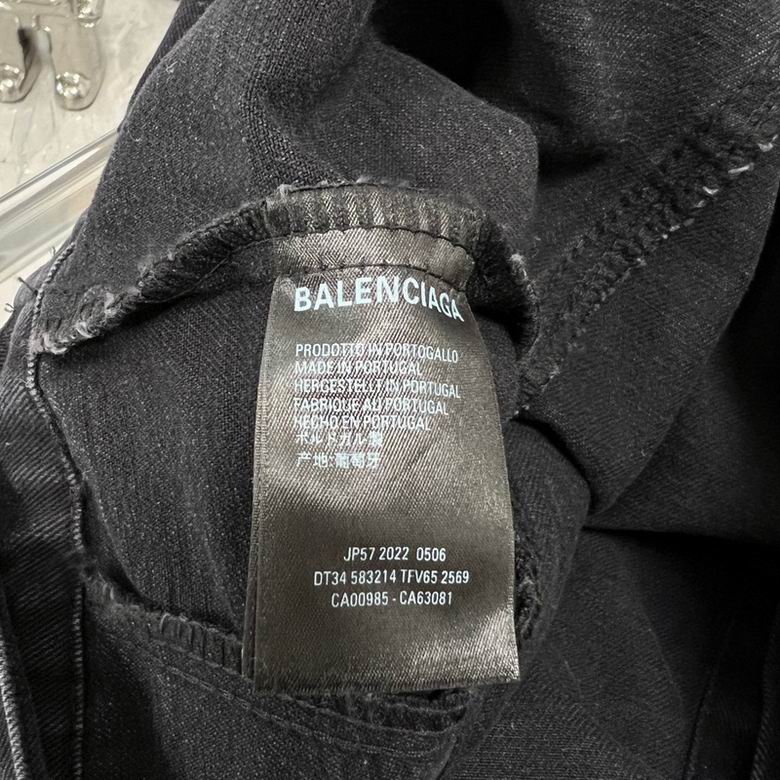 BALENCIAGA
PRODOTTO IN PORTOGALLO
MADE IN PORTUGAL
HERGESTELLT IN PORTUGAL
FABRIQUE AU PORTUGAL
HECHO EN PORTUGAL
ポルトガル製
产地:葡萄牙
JP57 2022 0506
DT34 583214 TFV65 2569
CA00985 - CA63081